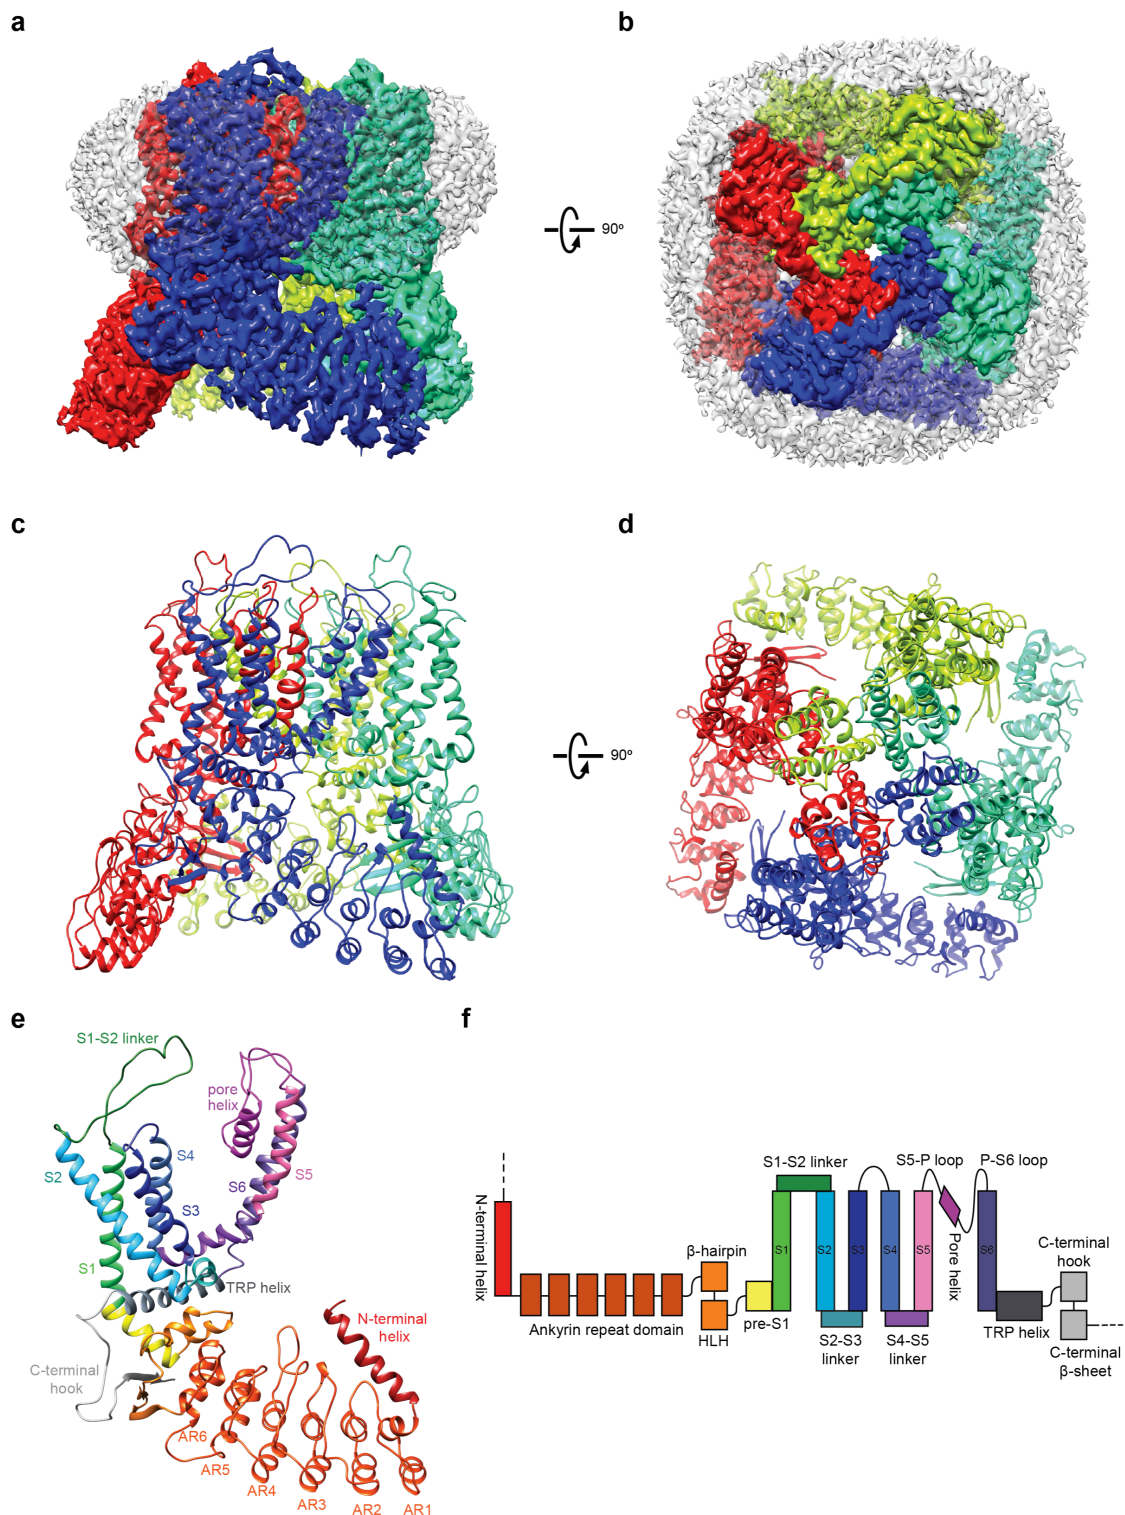 a
b
90º
c
d
90º
e
f
S1-S2 linker
pore
helix
S4
S2
S5
S6
S3
S1
TRP helix
N-terminal
helix
C-terminal
hook
AR6
AR5
AR4
AR3
AR2
AR1
S1-S2 linker
S5-P loop
P-S6 loop
N-terminal helix
β-hairpin
S1
S2
S3
S4
S5
Pore helix
S6
C-terminal
hook
Ankyrin repeat domain
HLH
pre-S1
S2-S3
linker
S4-S5
linker
TRP helix
C-terminal
β-sheet